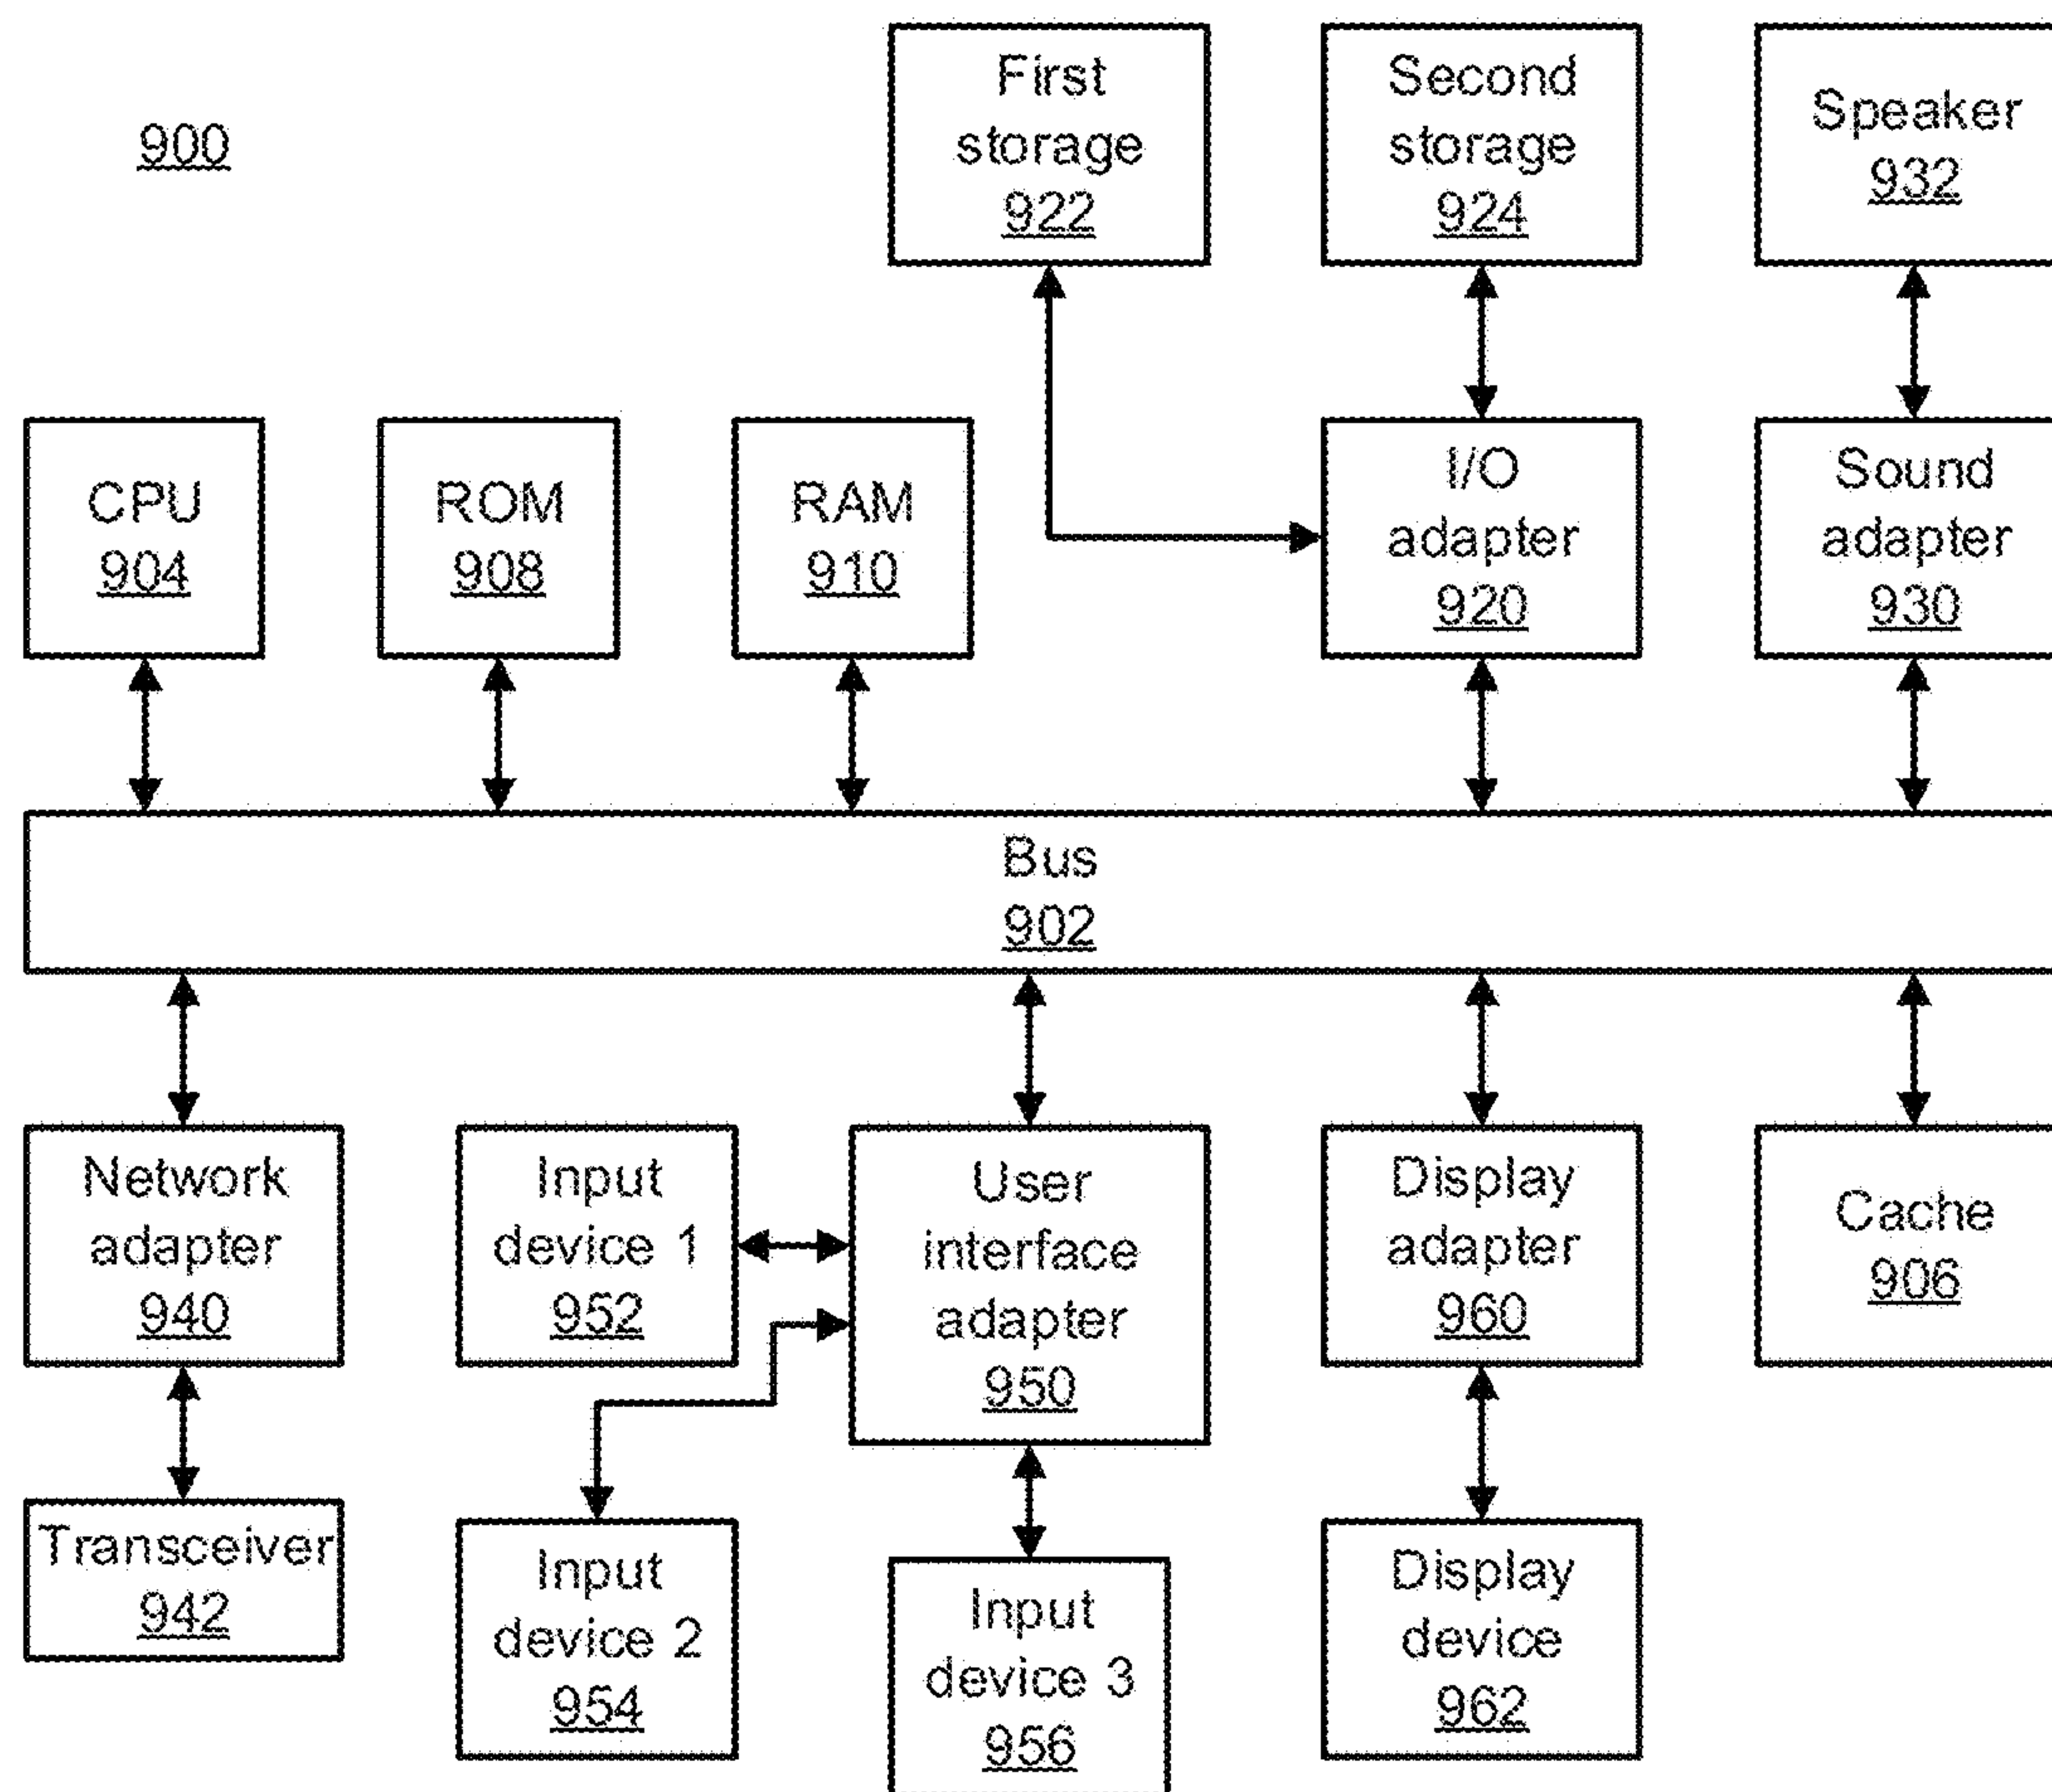 900
First
storage
922
Second
storage
924
Speaker
932
CPU
904
ROM
908
RAM
910
I/O
adapter
920
Sound
adapter
930
Bus
902
Network
adapter
940
Input
device 1
952
User
interface
adapter
950
Display
adapter
960
Cache
906
Transceiver
942
Input
device 2
954
Input
device 3
956
Display
device
962